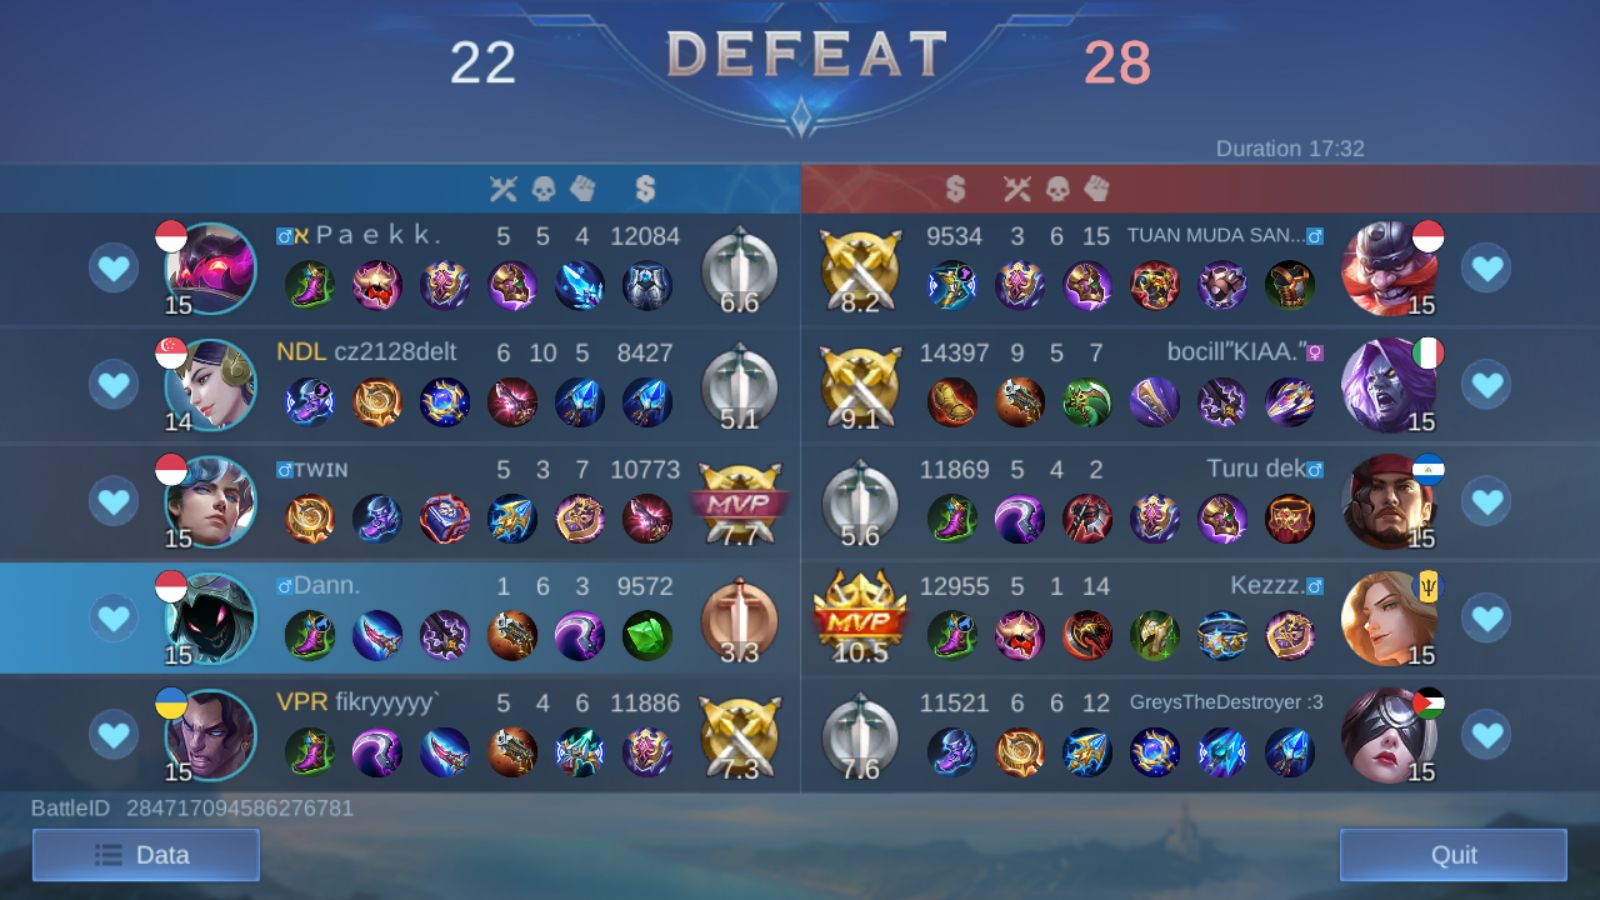 22 DEFEAT 28
Duration 17:32
אPaekk. 5 5 4 12084
15 6.6
9534 3 6 15 TUAN MUDA SAN...
8.2 15
NDL cz2128delt 6 10 5 8427
14 5.1
14397 9 5 7 bocill"KIAA."
9.1 15
TWIN 5 3 7 10773
15 MVP 7.7
11869 5 4 2 Turu dek
5.6 15
Dann. 1 6 3 9572
15 3.3
12955 5 1 14 Kezzz.
MVP 10.5 15
VPR fikryyyyy` 5 4 6 11886
15 7.3
11521 6 6 12 GreysTheDestroyer :3
7.6 15
BattleID 284717094586276781
Data Quit